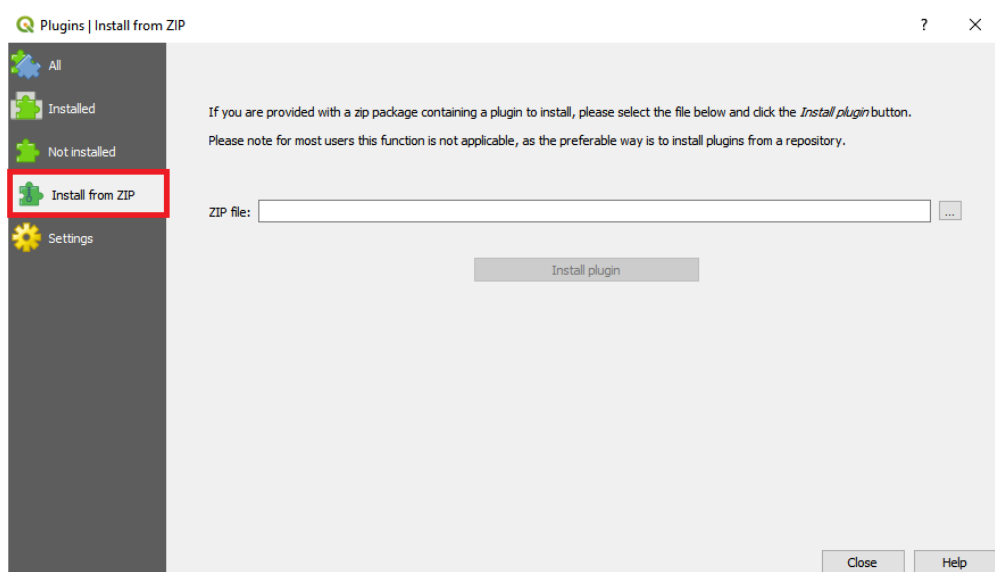 Plugins | Install from ZIP
?
All
Installed
Not installed
Install from ZIP
Settings
If you are provided with a zip package containing a plugin to install, please select the file below and click the Install plugin button.
Please note for most users this function is not applicable, as the preferable way is to install plugins from a repository.
ZIP file:
...
Install plugin
Close
Help